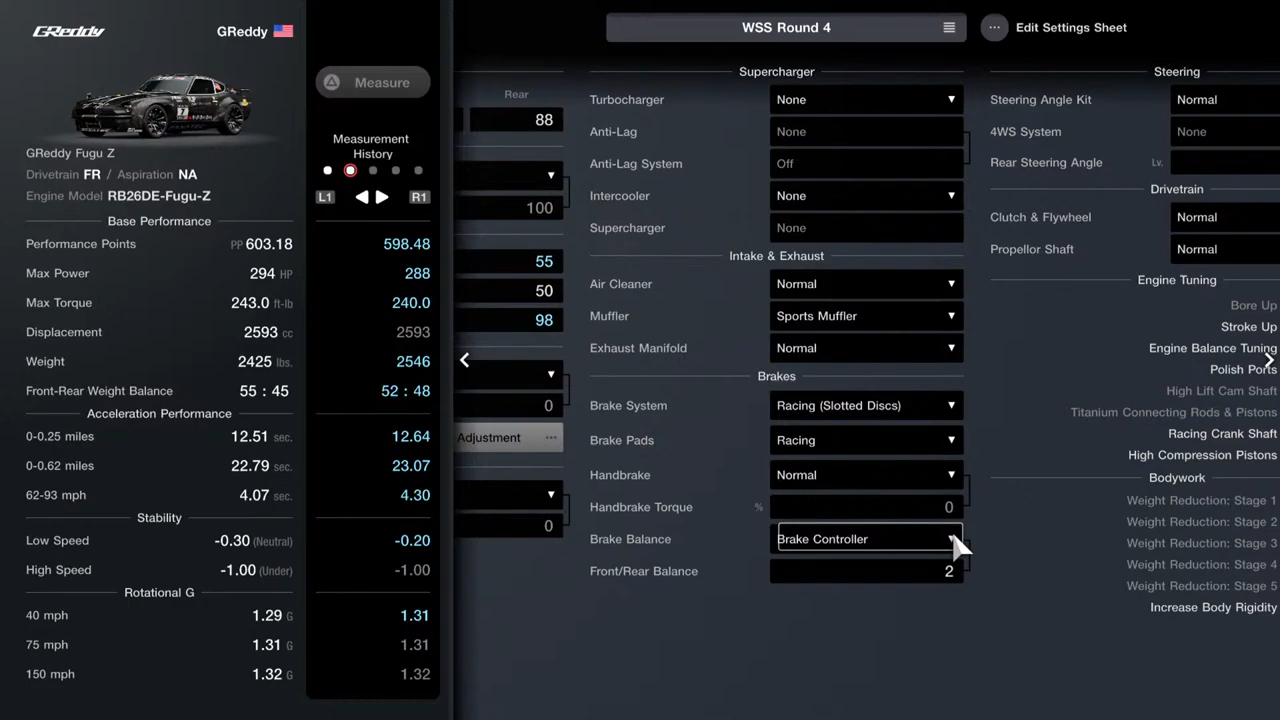 GReddy
GReddy
WSS Round 4
Edit Settings Sheet
Measure
Measurement
History
L1
R1
GReddy Fugu Z
Drivetrain FR / Aspiration NA
Engine Model RB26DE-Fugu-Z
Base Performance
Performance Points PP 603.18 598.48
Max Power 294 HP 288
Max Torque 243.0 ft-lb 240.0
Displacement 2593 cc 2593
Weight 2425 lbs. 2546
Front-Rear Weight Balance 55 : 45 52 : 48
Acceleration Performance
0-0.25 miles 12.51 sec. 12.64
0-0.62 miles 22.79 sec. 23.07
62-93 mph 4.07 sec. 4.30
Stability
Low Speed -0.30 (Neutral) -0.20
High Speed -1.00 (Under) -1.00
Rotational G
40 mph 1.29 G 1.31
75 mph 1.31 G 1.31
150 mph 1.32 G 1.32
Rear
88
100
55
50
98
0
Adjustment ...
0
Supercharger
Turbocharger None
Anti-Lag None
Anti-Lag System Off
Intercooler None
Supercharger None
Intake & Exhaust
Air Cleaner Normal
Muffler Sports Muffler
Exhaust Manifold Normal
Brakes
Brake System Racing (Slotted Discs)
Brake Pads Racing
Handbrake Normal
Handbrake Torque % 0
Brake Balance Brake Controller
Front/Rear Balance 2
Steering
Steering Angle Kit Normal
4WS System None
Rear Steering Angle Lv.
Drivetrain
Clutch & Flywheel Normal
Propellor Shaft Normal
Engine Tuning
Bore Up
Stroke Up
Engine Balance Tuning
Polish Ports
High Lift Cam Shaft
Titanium Connecting Rods & Pistons
Racing Crank Shaft
High Compression Pistons
Bodywork
Weight Reduction: Stage 1
Weight Reduction: Stage 2
Weight Reduction: Stage 3
Weight Reduction: Stage 4
Weight Reduction: Stage 5
Increase Body Rigidity